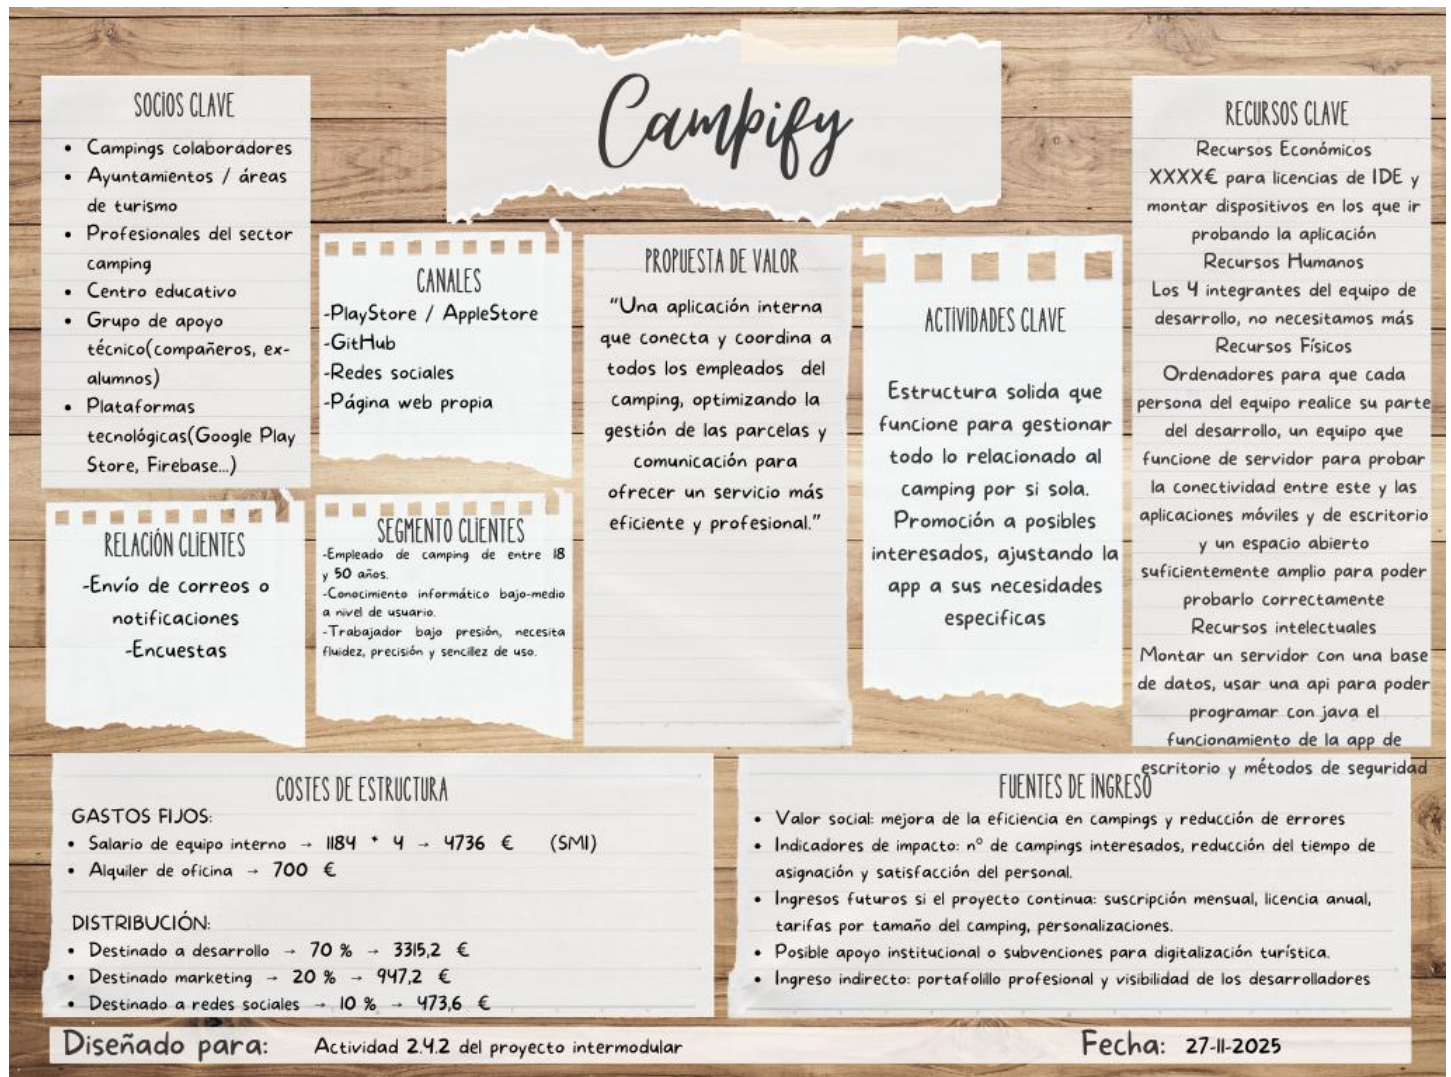 Campify
SOCIOS CLAVE
• Campings colaboradores
• Ayuntamientos / áreas
de turismo
• Profesionales del sector
camping
• Centro educativo
• Grupo de apoyo
técnico(compañeros, ex-
alumnos)
• Plataformas
tecnológicas(Google Play
Store, Firebase...)
CANALES
-PlayStore / AppleStore
-GitHub
-Redes sociales
-Página web propia
RELACIÓN CLIENTES
-Envío de correos o
notificaciones
-Encuestas
SEGMENTO CLIENTES
-Empleado de camping de entre 18
y 50 años.
-Conocimiento informático bajo-medio
a nivel de usuario.
-Trabajador bajo presión, necesita
fluidez, precisión y sencillez de uso.
PROPUESTA DE VALOR
“Una aplicación interna
que conecta y coordina a
todos los empleados del
camping, optimizando la
gestión de las parcelas y
comunicación para
ofrecer un servicio más
eficiente y profesional.”
ACTIVIDADES CLAVE
Estructura solida que
funcione para gestionar
todo lo relacionado al
camping por si sola.
Promoción a posibles
interesados, ajustando la
app a sus necesidades
especificas
RECURSOS CLAVE
Recursos Económicos
XXXX€ para licencias de IDE y
montar dispositivos en los que ir
probando la aplicación
Recursos Humanos
Los 4 integrantes del equipo de
desarrollo, no necesitamos más
Recursos Físicos
Ordenadores para que cada
persona del equipo realice su parte
del desarrollo, un equipo que
funcione de servidor para probar
la conectividad entre este y las
aplicaciones móviles y de escritorio
y un espacio abierto
suficientemente amplio para poder
probarlo correctamente
Recursos intelectuales
Montar un servidor con una base
de datos, usar una api para poder
programar con java el
funcionamiento de la app de
escritorio y métodos de seguridad
COSTES DE ESTRUCTURA
GASTOS FIJOS:
• Salario de equipo interno → 1184 * 4 → 4736 € (SMI)
• Alquiler de oficina → 700 €
DISTRIBUCIÓN:
• Destinado a desarrollo → 70 % → 3315,2 €
• Destinado marketing → 20 % → 947,2 €
• Destinado a redes sociales → 10 % → 473,6 €
FUENTES DE INGRESO
• Valor social: mejora de la eficiencia en campings y reducción de errores
• Indicadores de impacto: nº de campings interesados, reducción del tiempo de
asignación y satisfacción del personal.
• Ingresos futuros si el proyecto continua: suscripción mensual, licencia anual,
tarifas por tamaño del camping, personalizaciones.
• Posible apoyo institucional o subvenciones para digitalización turística.
• Ingreso indirecto: portafolillo profesional y visibilidad de los desarrolladores
Diseñado para: Actividad 2.4.2 del proyecto intermodular
Fecha: 27-11-2025